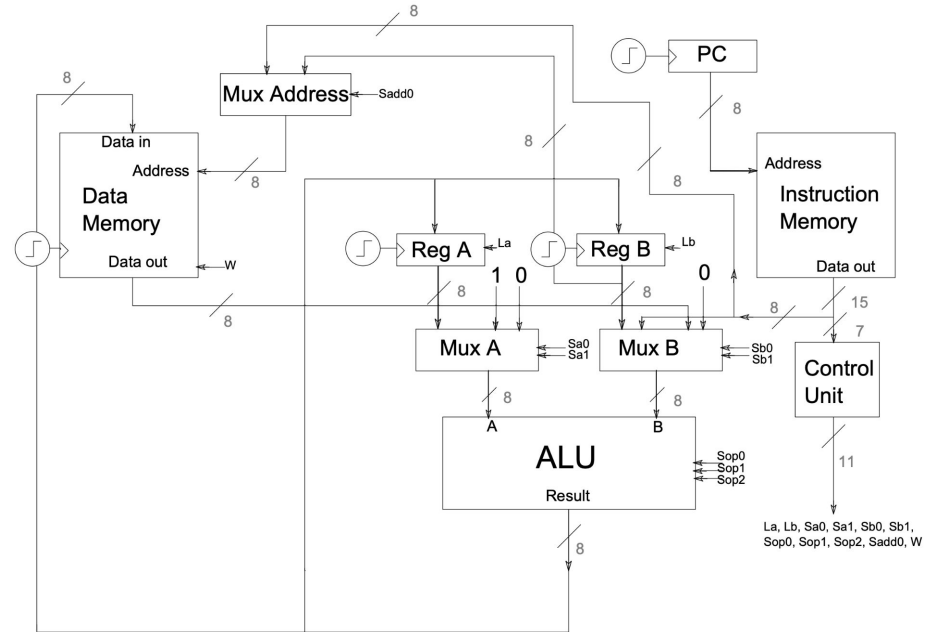 8
PC
8
Mux Address
Sadd0
8
Data in
8
Address
Data
Memory
8
8
8
Address
Instruction
Memory
Reg A
La
Reg B
Lb
Data out
W
Data out
1 0
0
8
8
8
8
15
7
Mux A
Sa0
Sa1
Mux B
Sb0
Sb1
Control
Unit
8
8
A
B
ALU
Sop0
Sop1
Sop2
11
Result
8
La, Lb, Sa0, Sa1, Sb0, Sb1,
Sop0, Sop1, Sop2, Sadd0, W